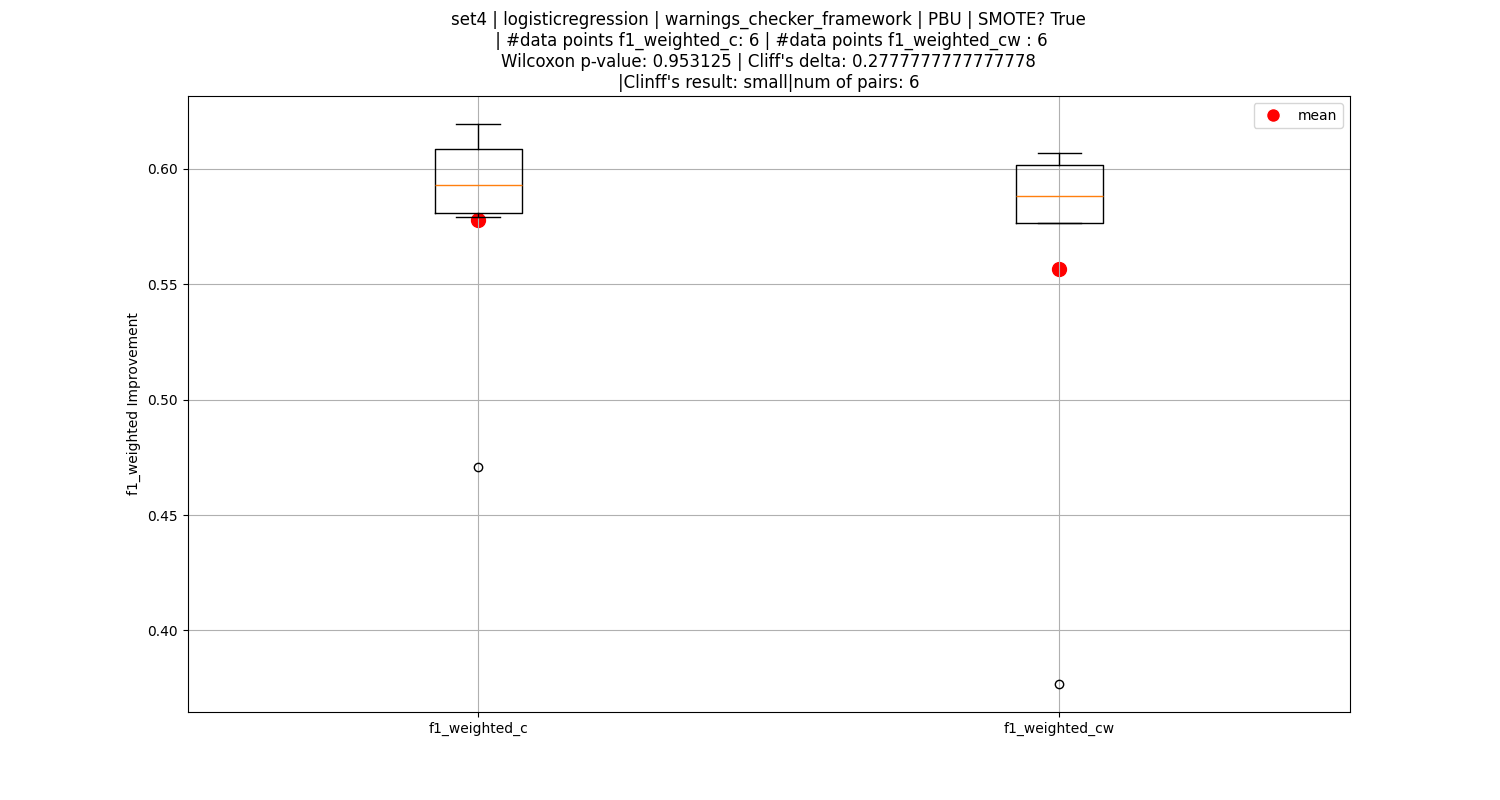 set4 | logisticregression | warnings_checker_framework | PBU | SMOTE? True
| #data points f1_weighted_c: 6 | #data points f1_weighted_cw : 6
Wilcoxon p-value: 0.953125 | Cliff's delta: 0.2777777777777778
|Clinff's result: small|num of pairs: 6
mean
0.60
0.55
0.50
0.45
0.40
f1_weighted Improvement
f1_weighted_c
f1_weighted_cw